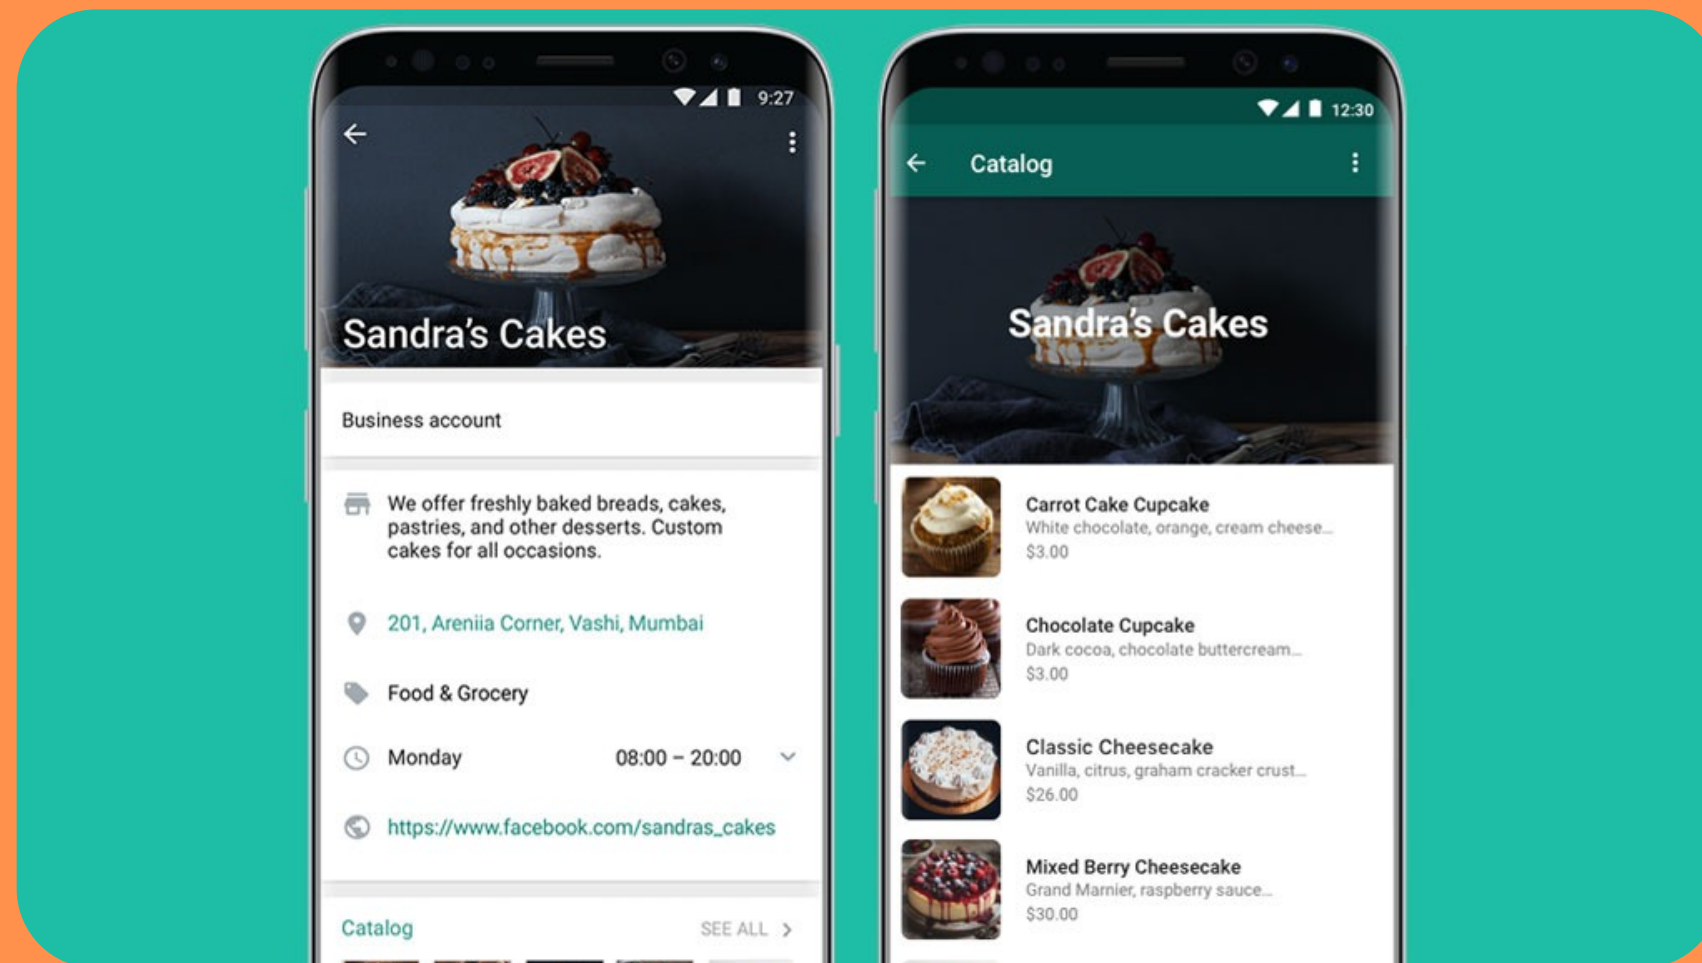 9:27
Sandra's Cakes
Business account
We offer freshly baked breads, cakes,
pastries, and other desserts. Custom
cakes for all occasions.
201, Areniia Corner, Vashi, Mumbai
Food & Grocery
Monday 08:00 – 20:00
https://www.facebook.com/sandras_cakes
Catalog SEE ALL
12:30
Catalog
Sandra's Cakes
Carrot Cake Cupcake
White chocolate, orange, cream cheese...
$3.00
Chocolate Cupcake
Dark cocoa, chocolate buttercream...
$3.00
Classic Cheesecake
Vanilla, citrus, graham cracker crust...
$26.00
Mixed Berry Cheesecake
Grand Marnier, raspberry sauce...
$30.00